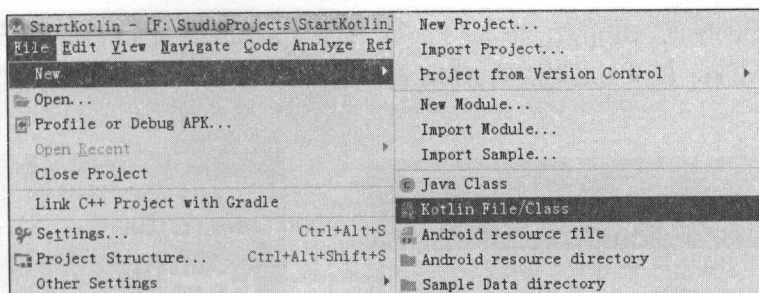 StartKotlin - [F:\StudioProjects\StartKotlin]
File Edit View Navigate Code Analyze Ref
New
Open...
Profile or Debug APK...
Open Recent
Close Project
Link C++ Project with Gradle
Settings... Ctrl+Alt+S
Project Structure... Ctrl+Alt+Shift+S
Other Settings
New Project...
Import Project...
Project from Version Control
New Module...
Import Module...
Import Sample...
Java Class
Kotlin File/Class
Android resource file
Android resource directory
Sample Data directory